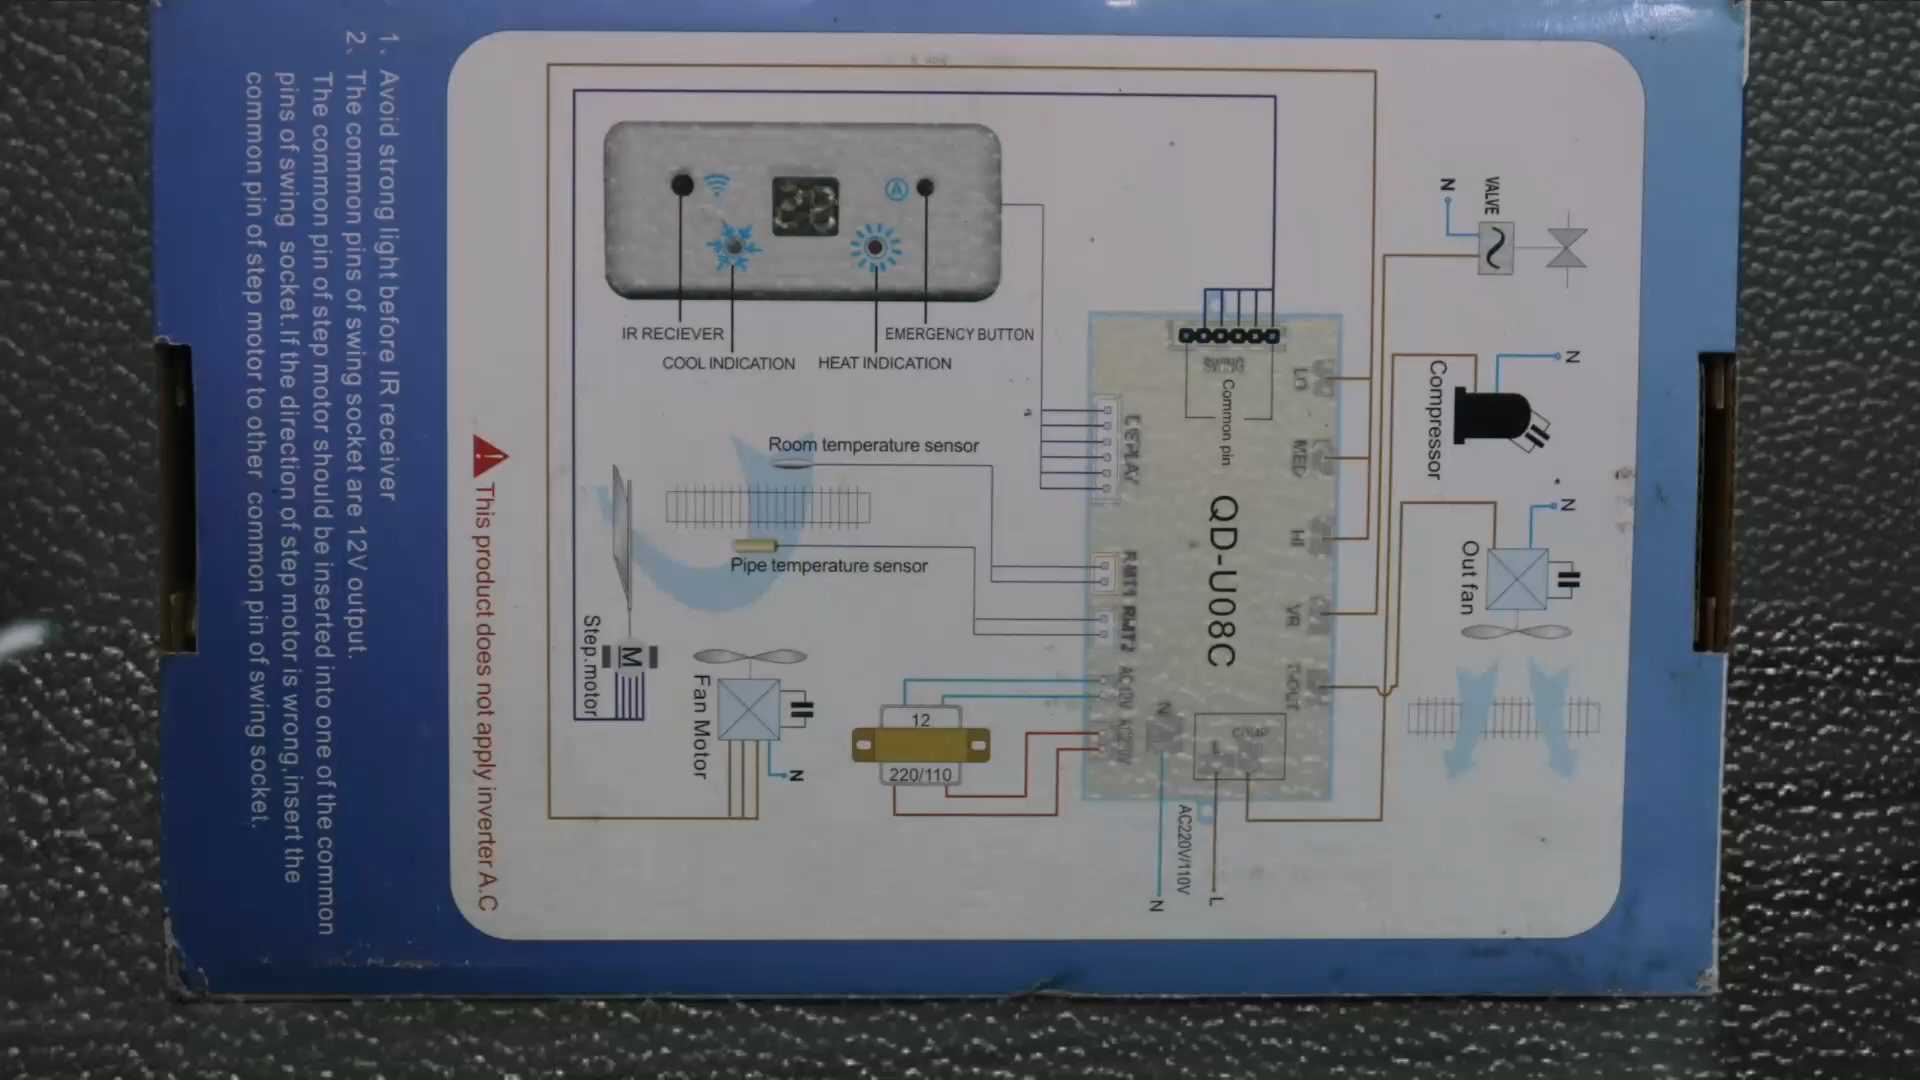 1、Avoid strong light before IR receiver
2、The common pins of swing socket are 12V output.
The common pin of step motor should be inserted into one of the common
pins of swing socket.If the direction of step motor is wrong,insert the
common pin of step motor to other common pin of swing socket.
This product does not apply inverter A.C
A
IR RECIEVER
EMERGENCY BUTTON
COOL INDICATION
HEAT INDICATION
Room temperature sensor
Pipe temperature sensor
Step.motor
M
Fan Motor
N
12
220/110
SWING
Common pin
QD-U08C
LO
MED
HI
VR
RMT1
RMT2
AC12V
N
L
COMP
AC220V/110V
L
N
VALVE
N
Compressor
N
Out fan
N